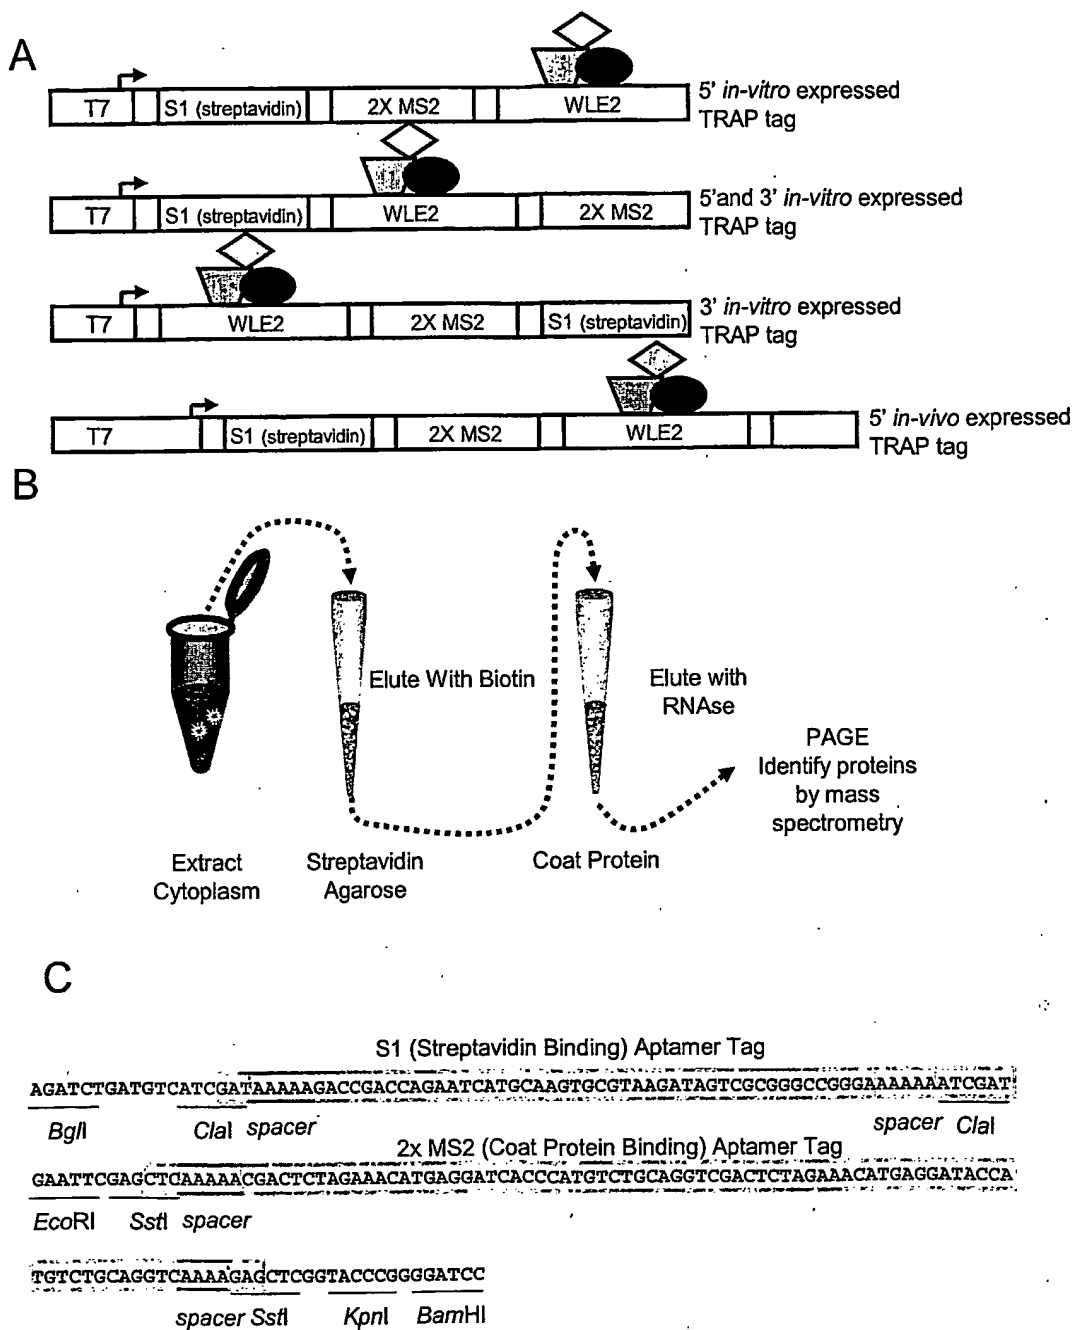 A
T7 S1 (streptavidin) 2X MS2 WLE2
5' in-vitro expressed
TRAP tag
T7 S1 (streptavidin) WLE2 2X MS2
5'and 3' in-vitro expressed
TRAP tag
T7 WLE2 2X MS2 S1 (streptavidin)
3' in-vitro expressed
TRAP tag
T7 S1 (streptavidin) 2X MS2 WLE2
5' in-vivo expressed
TRAP tag
B
Elute With Biotin
Elute with
RNAse
PAGE
Identify proteins
by mass
spectrometry
Extract
Cytoplasm
Streptavidin
Agarose
Coat Protein
C
S1 (Streptavidin Binding) Aptamer Tag
AGATCTGATGTCATCGATAAAAAGACCGACCAGAATCATGCAAGTGCGTAAGATAGTCGCGGGCCGGGAAAAAAATCGAT
BglI ClaI spacer spacer ClaI
2x MS2 (Coat Protein Binding) Aptamer Tag
GAATTCGAGCTCAAAAACGACTCTAGAAACATGAGGATCACCCATGTCTGCAGGTCGACTCTAGAAACATGAGGATACCA
EcoRI SstI spacer
TGTCTGCAGGTCAAAAGAGCTCGGTACCCGGGGATCC
spacer SstI KpnI BamHI